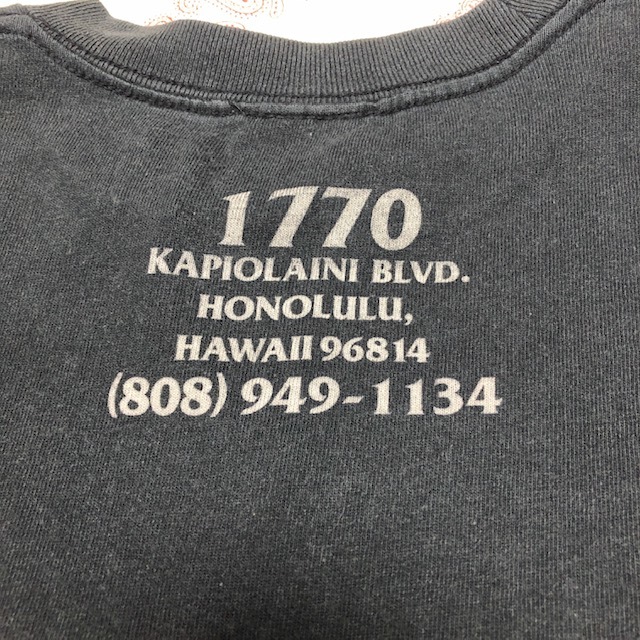 1770
KAPIOLAINI BLVD.
HONOLULU,
HAWAII 96814
(808) 949-1134